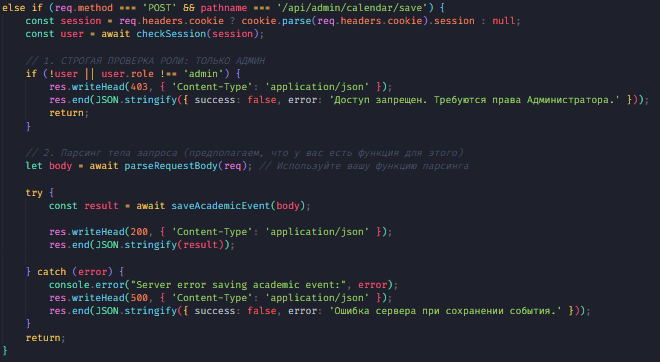 else if (req.method === 'POST' && pathname === '/api/admin/calendar/save') {
const session = req.headers.cookie ? cookie.parse(req.headers.cookie).session : null;
const user = await checkSession(session);
// 1. СТРОГАЯ ПРОВЕРКА РОЛИ: ТОЛЬКО АДМИН
if (!user || user.role !== 'admin') {
res.writeHead(403, { 'Content-Type': 'application/json' });
res.end(JSON.stringify({ success: false, error: 'Доступ запрещен. Требуются права Администратора.' }));
return;
}
// 2. Парсинг тела запроса (предполагаем, что у вас есть функция для этого)
let body = await parseRequestBody(req); // Используйте вашу функцию парсинга
try {
const result = await saveAcademicEvent(body);
res.writeHead(200, { 'Content-Type': 'application/json' });
res.end(JSON.stringify(result));
} catch (error) {
console.error("Server error saving academic event:", error);
res.writeHead(500, { 'Content-Type': 'application/json' });
res.end(JSON.stringify({ success: false, error: 'Ошибка сервера при сохранении события.' }));
}
return;
}